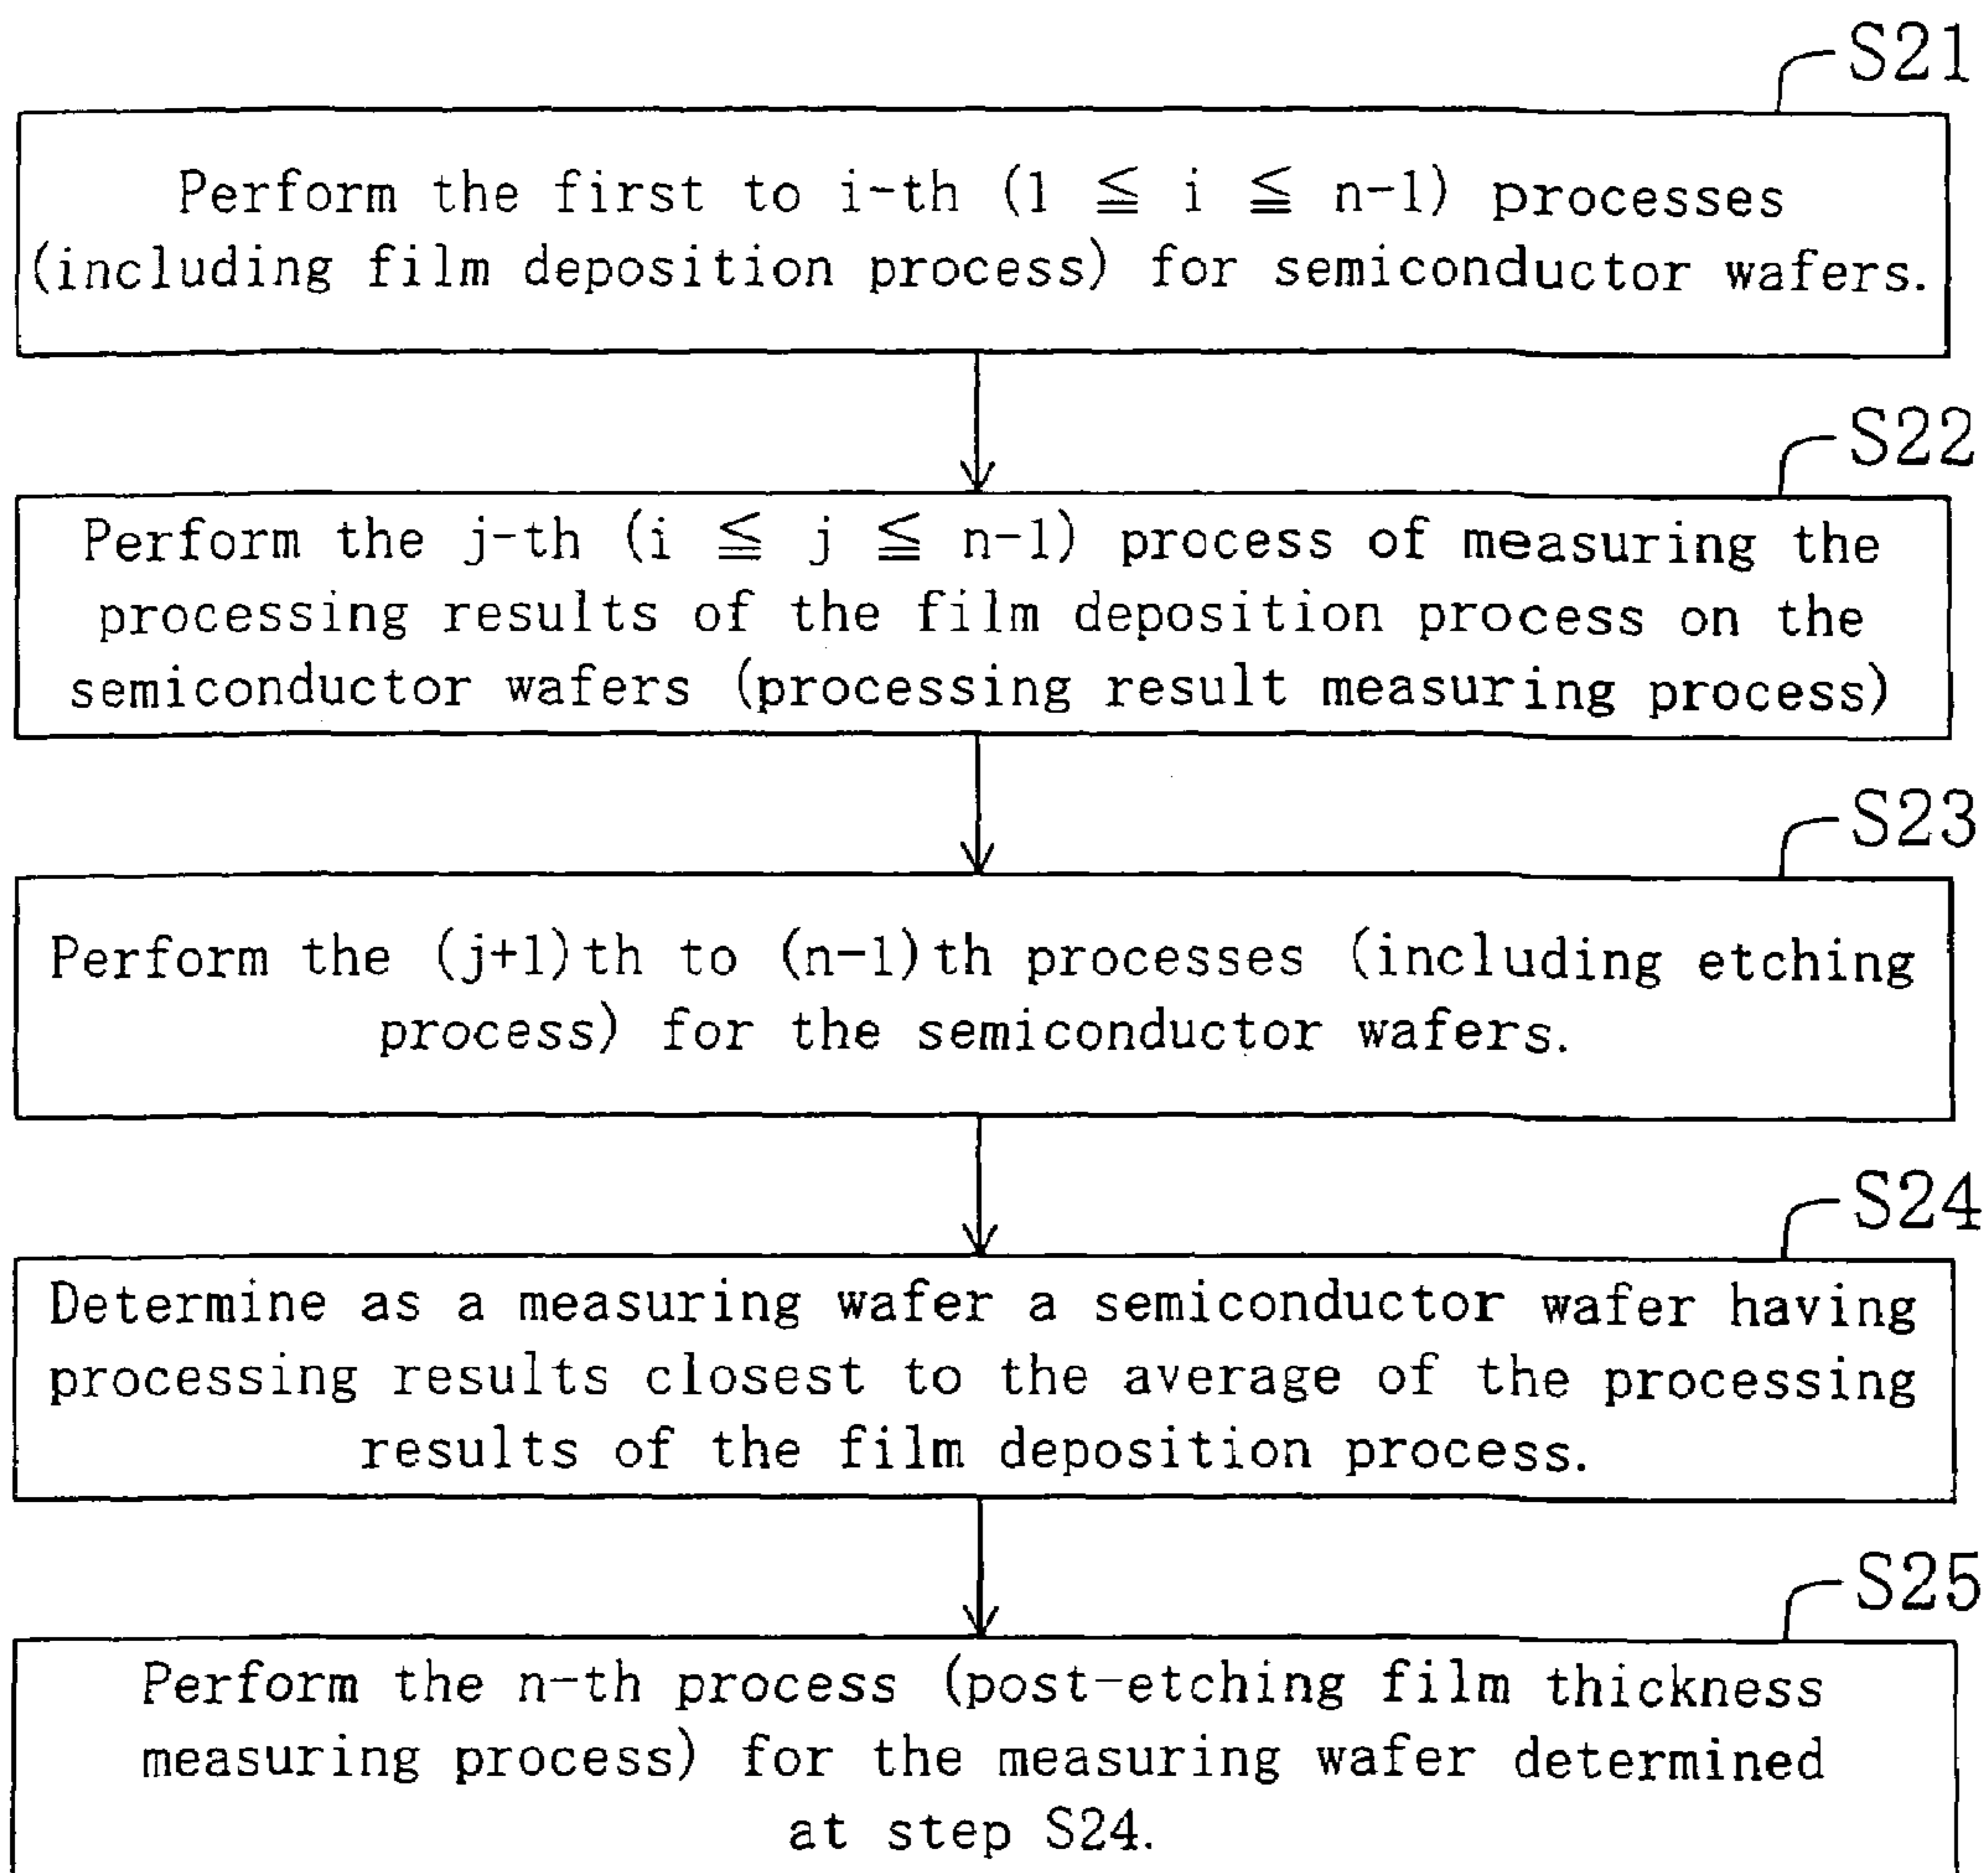 S21
Perform the first to i-th (1 ≦ i ≦ n-1) processes
(including film deposition process) for semiconductor wafers.
S22
Perform the j-th (i ≦ j ≦ n-1) process of measuring the
processing results of the film deposition process on the
semiconductor wafers (processing result measuring process)
S23
Perform the (j+1)th to (n-1)th processes (including etching
process) for the semiconductor wafers.
S24
Determine as a measuring wafer a semiconductor wafer having
processing results closest to the average of the processing
results of the film deposition process.
S25
Perform the n-th process (post-etching film thickness
measuring process) for the measuring wafer determined
at step S24.